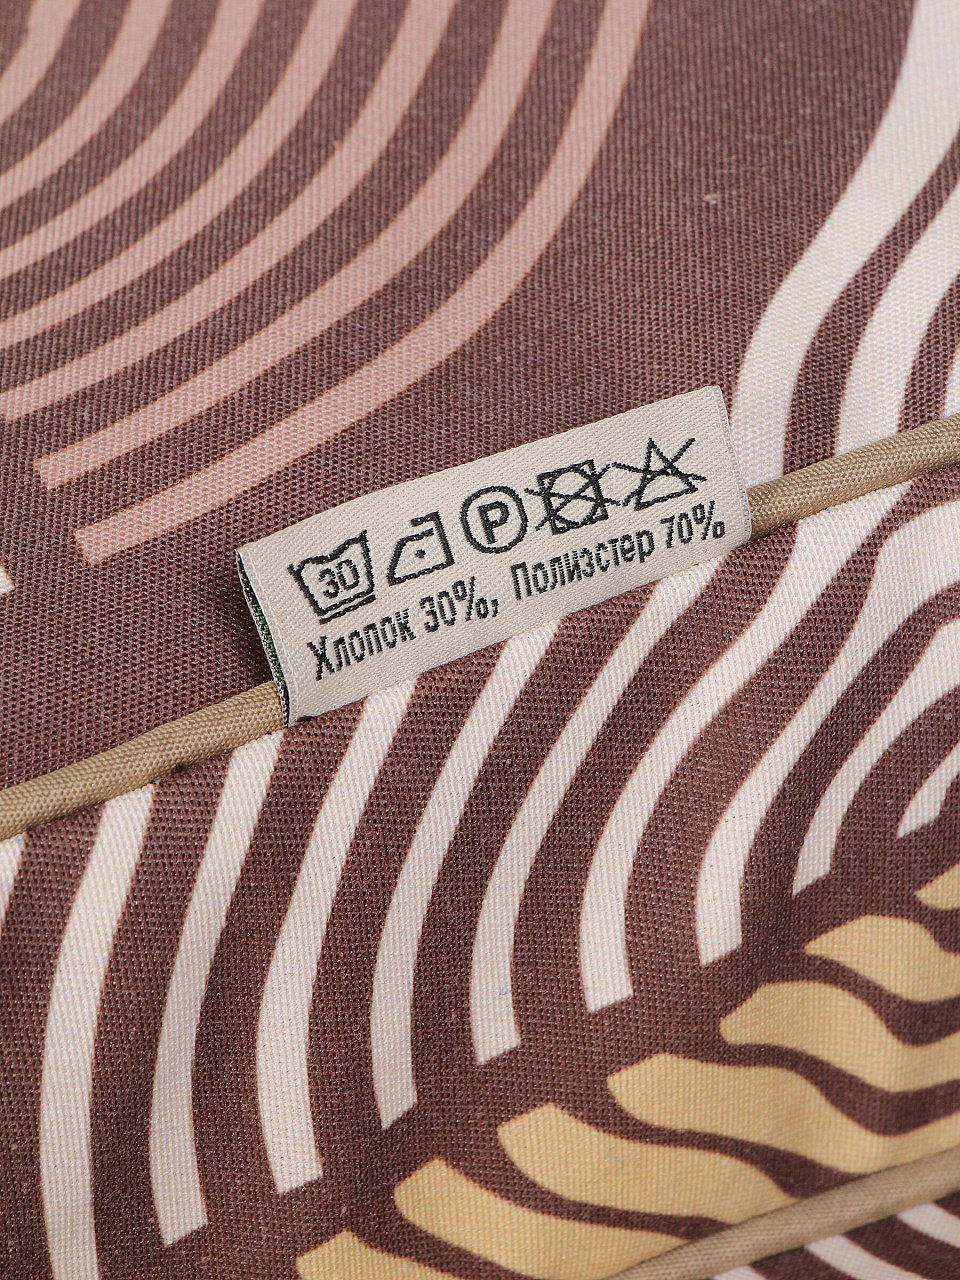 30 P
Хлопок 30%, Полиэстер 70%